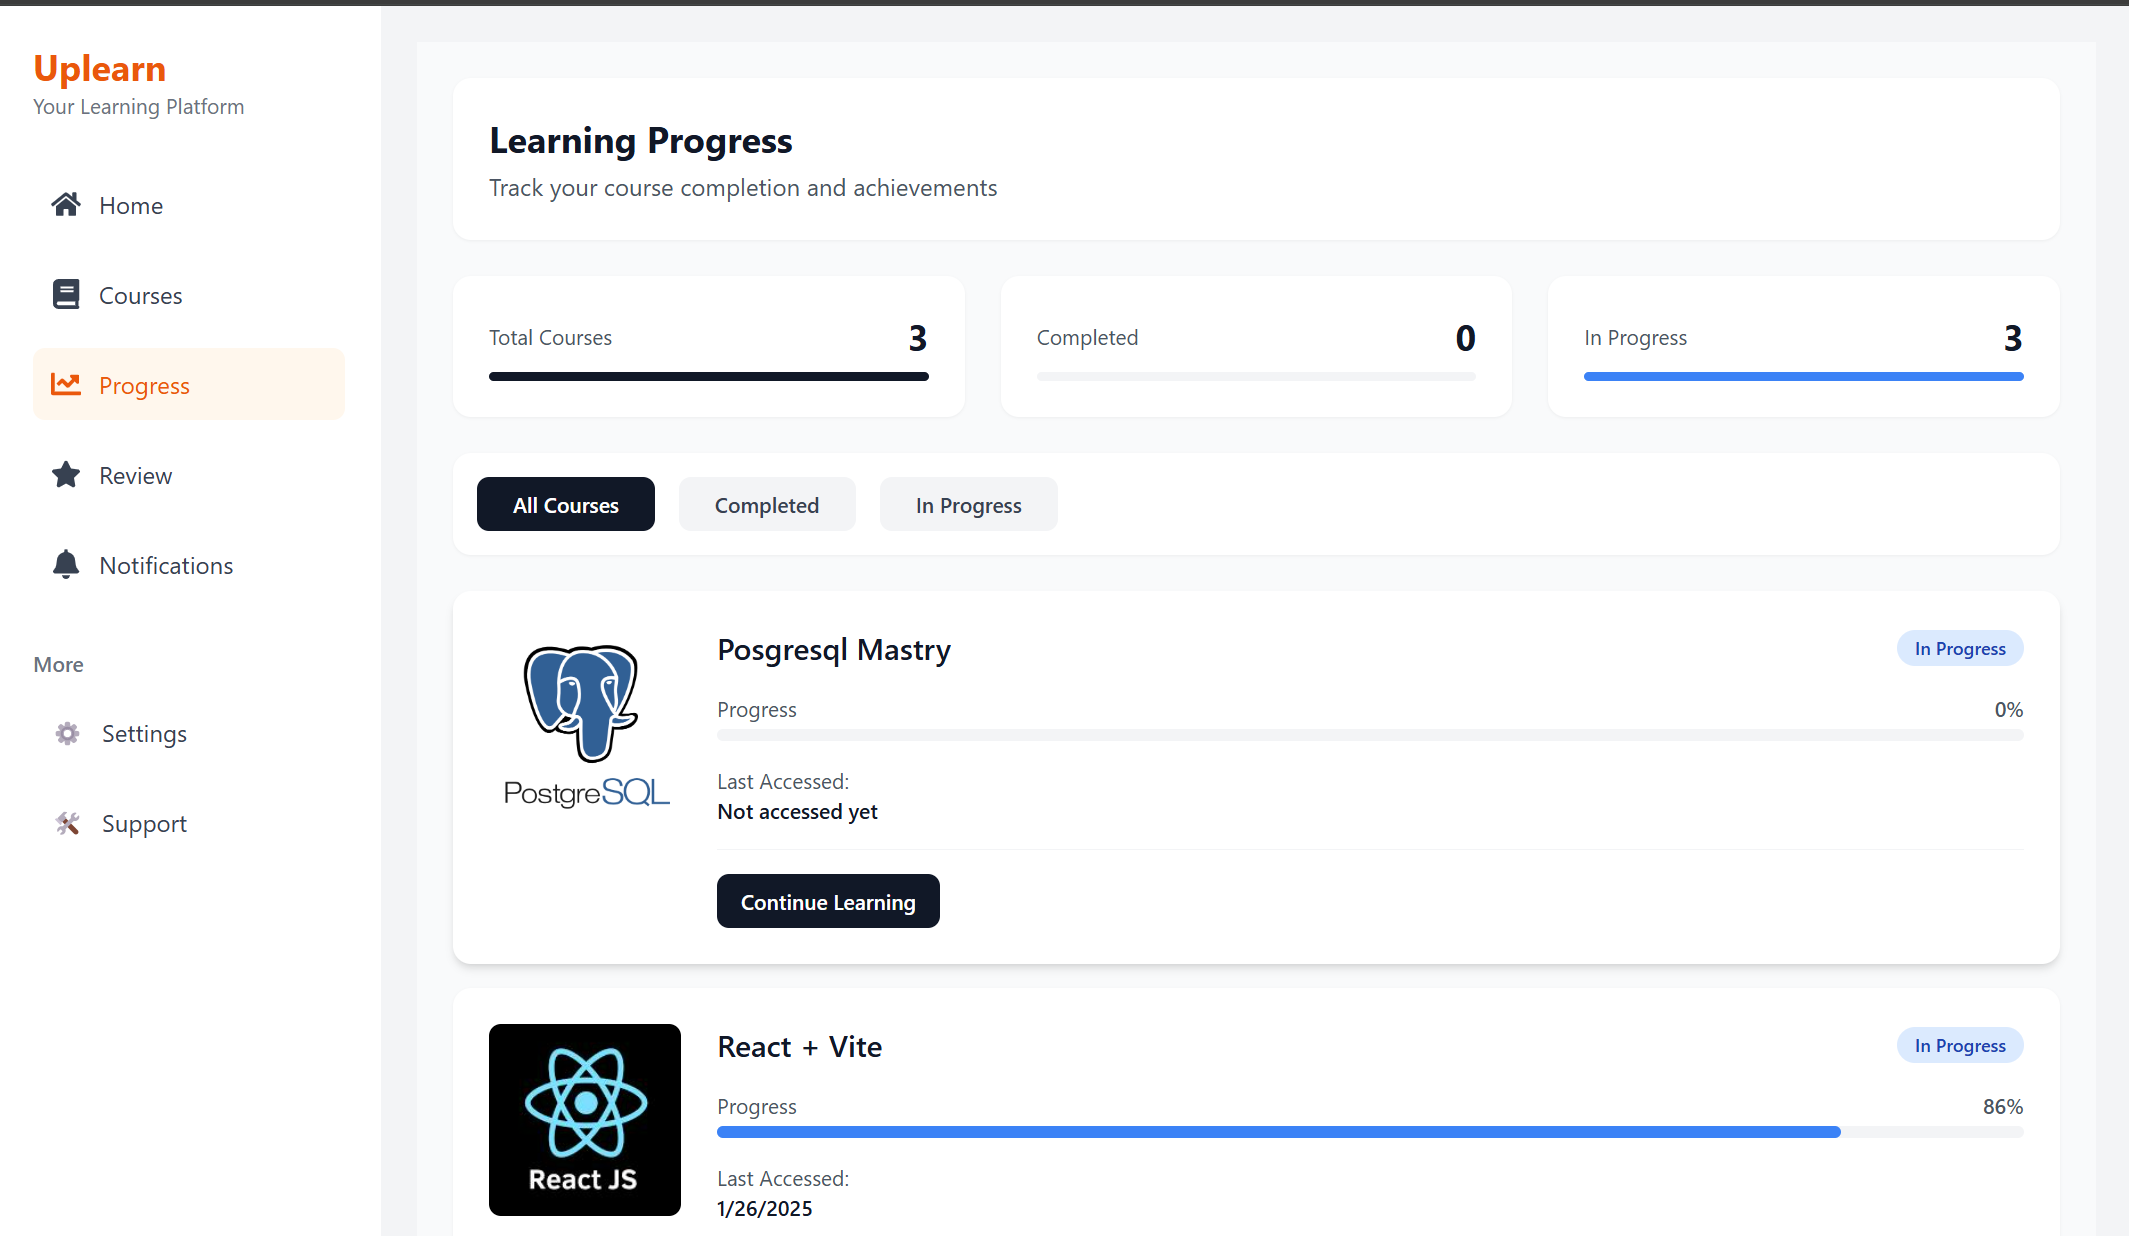 Uplearn
Your Learning Platform
Home
Courses
Progress
Review
Notifications
More
Settings
Support
Learning Progress
Track your course completion and achievements
Total Courses 3
Completed 0
In Progress 3
All Courses Completed In Progress
PostgreSQL
Posgresql Mastry In Progress
Progress 0%
Last Accessed:
Not accessed yet
Continue Learning
React JS
React + Vite In Progress
Progress 86%
Last Accessed:
1/26/2025